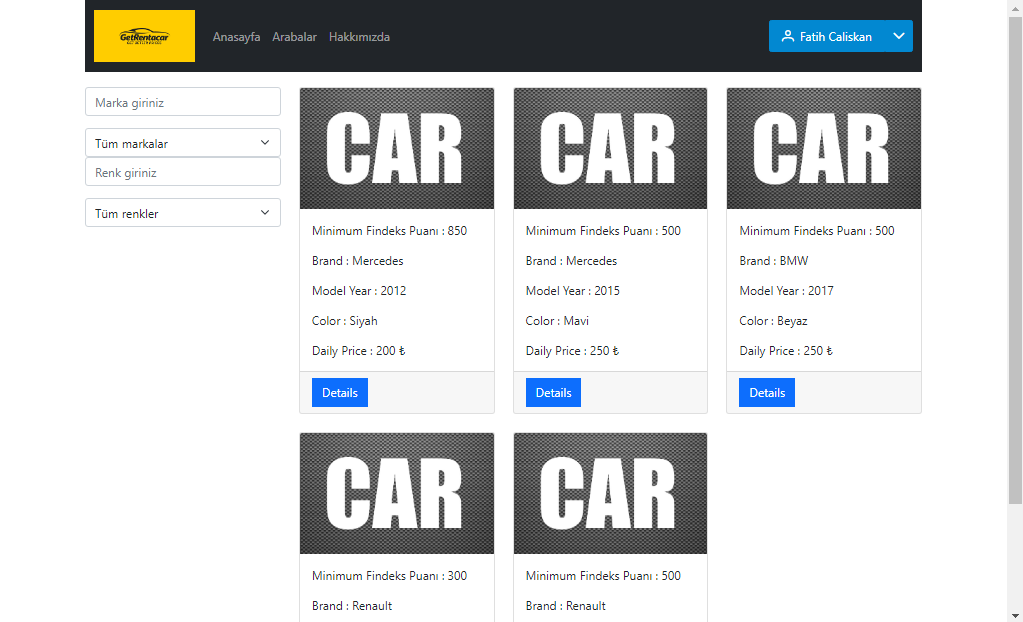 GetRentacar
Anasayfa Arabalar Hakkımızda
Fatih Caliskan
Marka giriniz
Tüm markalar
Renk giriniz
Tüm renkler
CAR
Minimum Findeks Puanı : 850
Brand : Mercedes
Model Year : 2012
Color : Siyah
Daily Price : 200 ₺
Details
CAR
Minimum Findeks Puanı : 500
Brand : Mercedes
Model Year : 2015
Color : Mavi
Daily Price : 250 ₺
Details
CAR
Minimum Findeks Puanı : 500
Brand : BMW
Model Year : 2017
Color : Beyaz
Daily Price : 250 ₺
Details
CAR
Minimum Findeks Puanı : 300
Brand : Renault
CAR
Minimum Findeks Puanı : 500
Brand : Renault